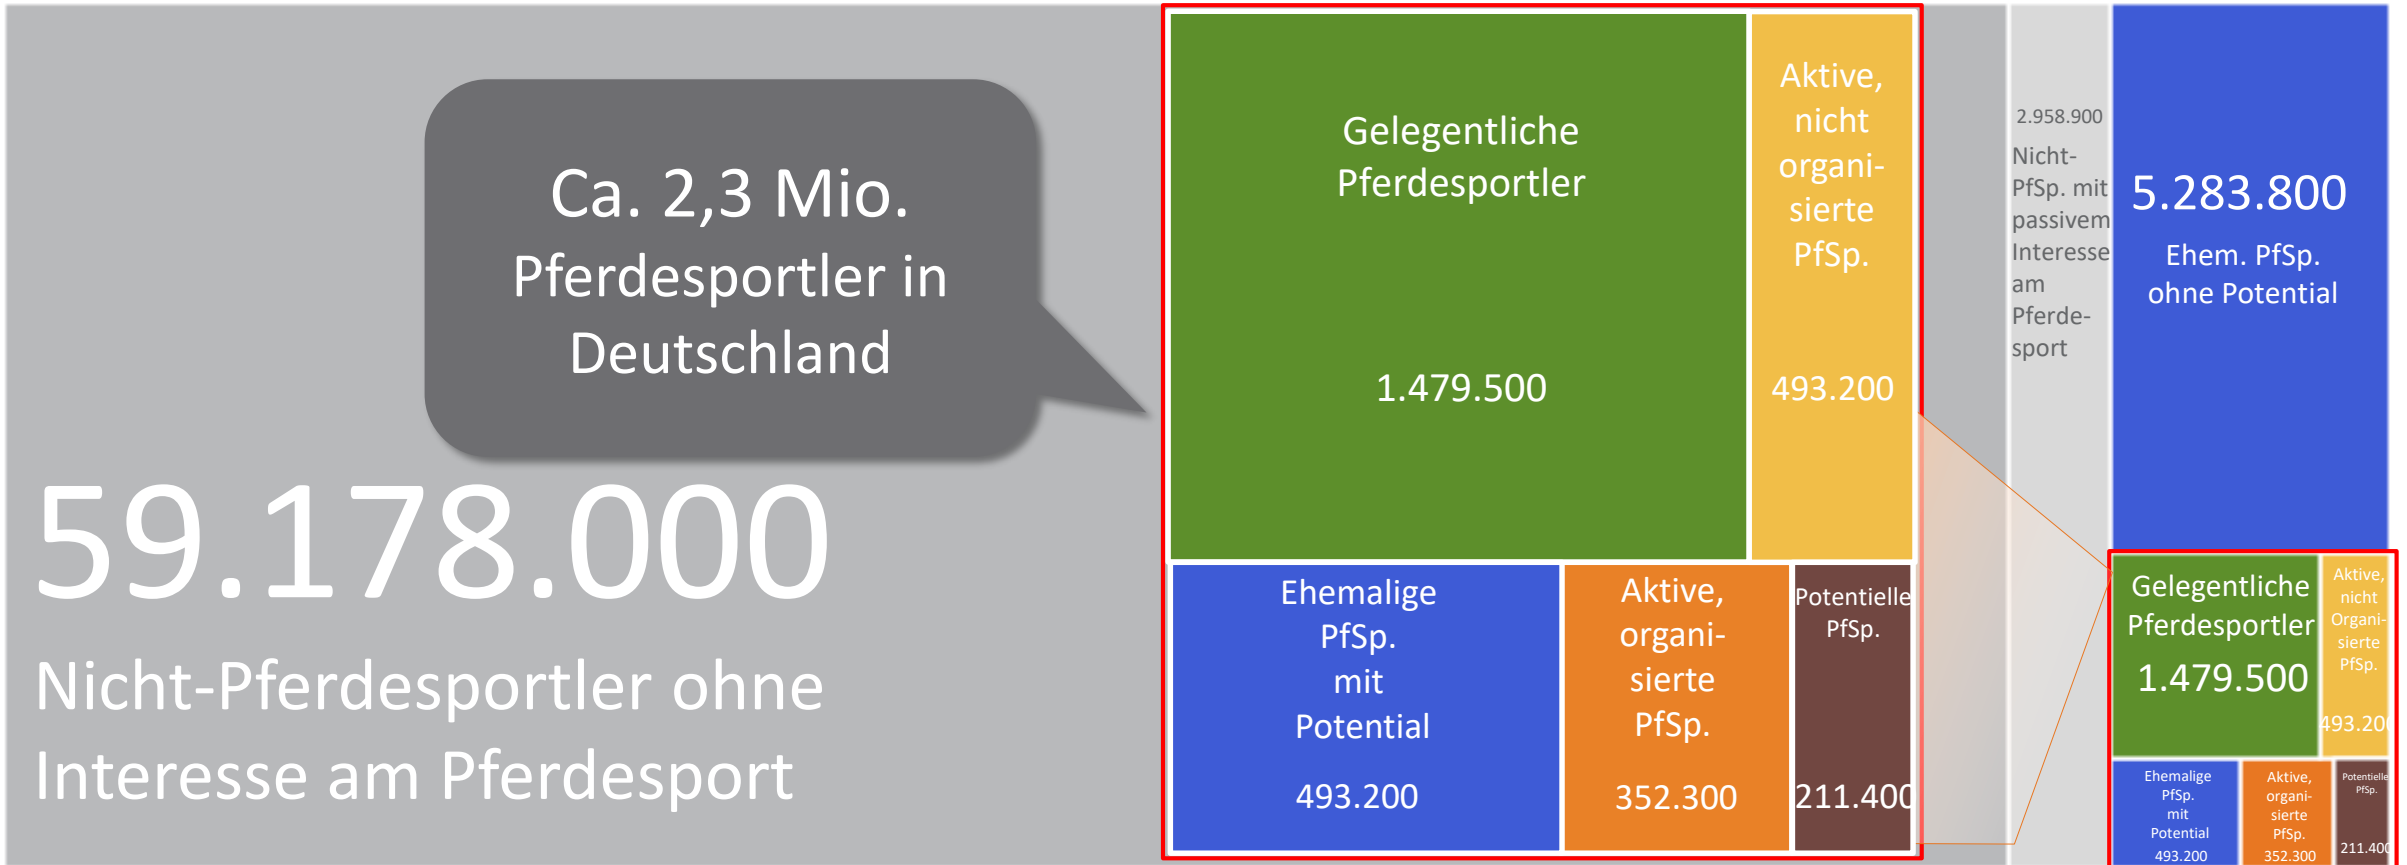 Ca. 2,3 Mio.
Pferdesportler in
Deutschland
59.178.000
Nicht-Pferdesportler ohne
Interesse am Pferdesport
Gelegentliche
Pferdesportler
1.479.500
Aktive,
nicht
organi-
sierte
PfSp.
493.200
Ehemalige
PfSp.
mit
Potential
493.200
Aktive,
organi-
sierte
PfSp.
352.300
Potentielle
PfSp.
211.400
2.958.900
Nicht-
PfSp. mit
passivem
Interesse
am
Pferde-
sport
5.283.800
Ehem. PfSp.
ohne Potential
Gelegentliche
Pferdesportler
1.479.500
Aktive,
nicht
Organi-
sierte
PfSp.
493.200
Ehemalige
PfSp.
mit
Potential
493.200
Aktive,
organi-
sierte
PfSp.
352.300
Potentielle
PfSp.
211.400